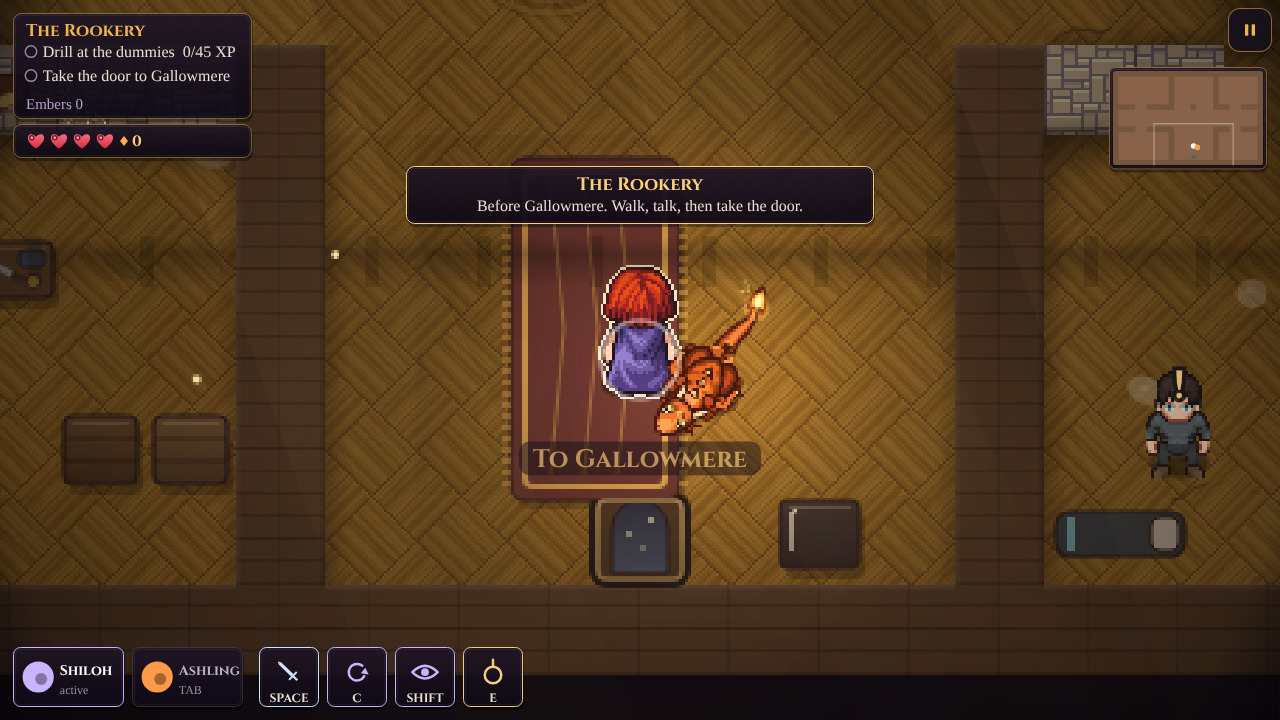 The Rookery
Drill at the dummies 0/45 XP
Take the door to Gallowmere
Embers 0
0
The Rookery
Before Gallowmere. Walk, talk, then take the door.
To Gallowmere
Shiloh
active
Ashling
TAB
SPACE
C
SHIFT
E